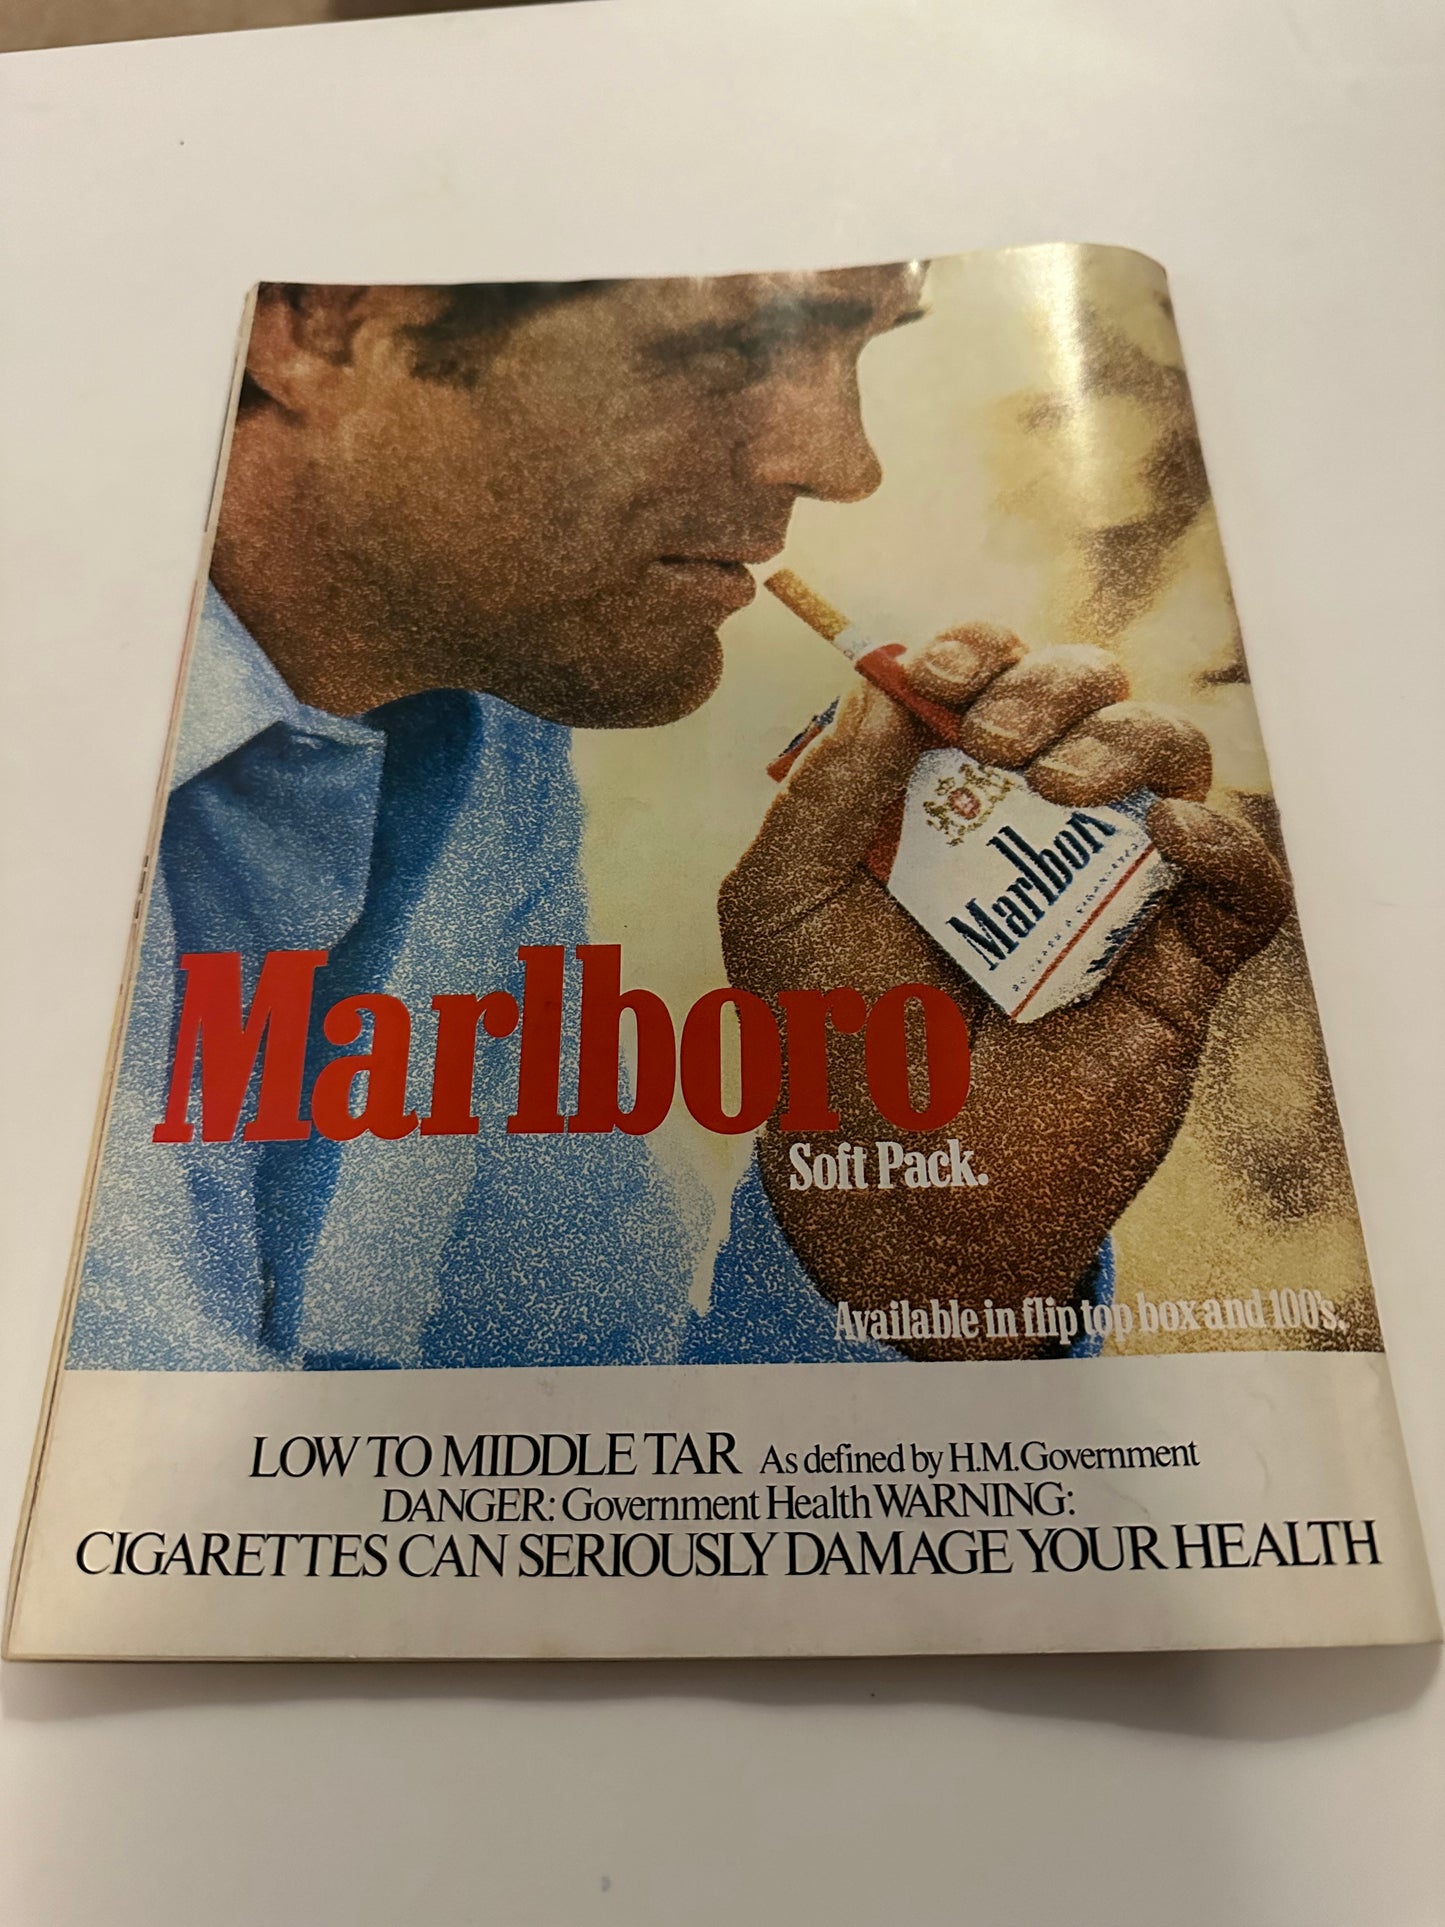 Marlboro
Marlboro
Soft Pack.
Available in flip top box and 100's.
LOW TO MIDDLE TAR As defined by H.M. Government
DANGER: Government Health WARNING:
CIGARETTES CAN SERIOUSLY DAMAGE YOUR HEALTH